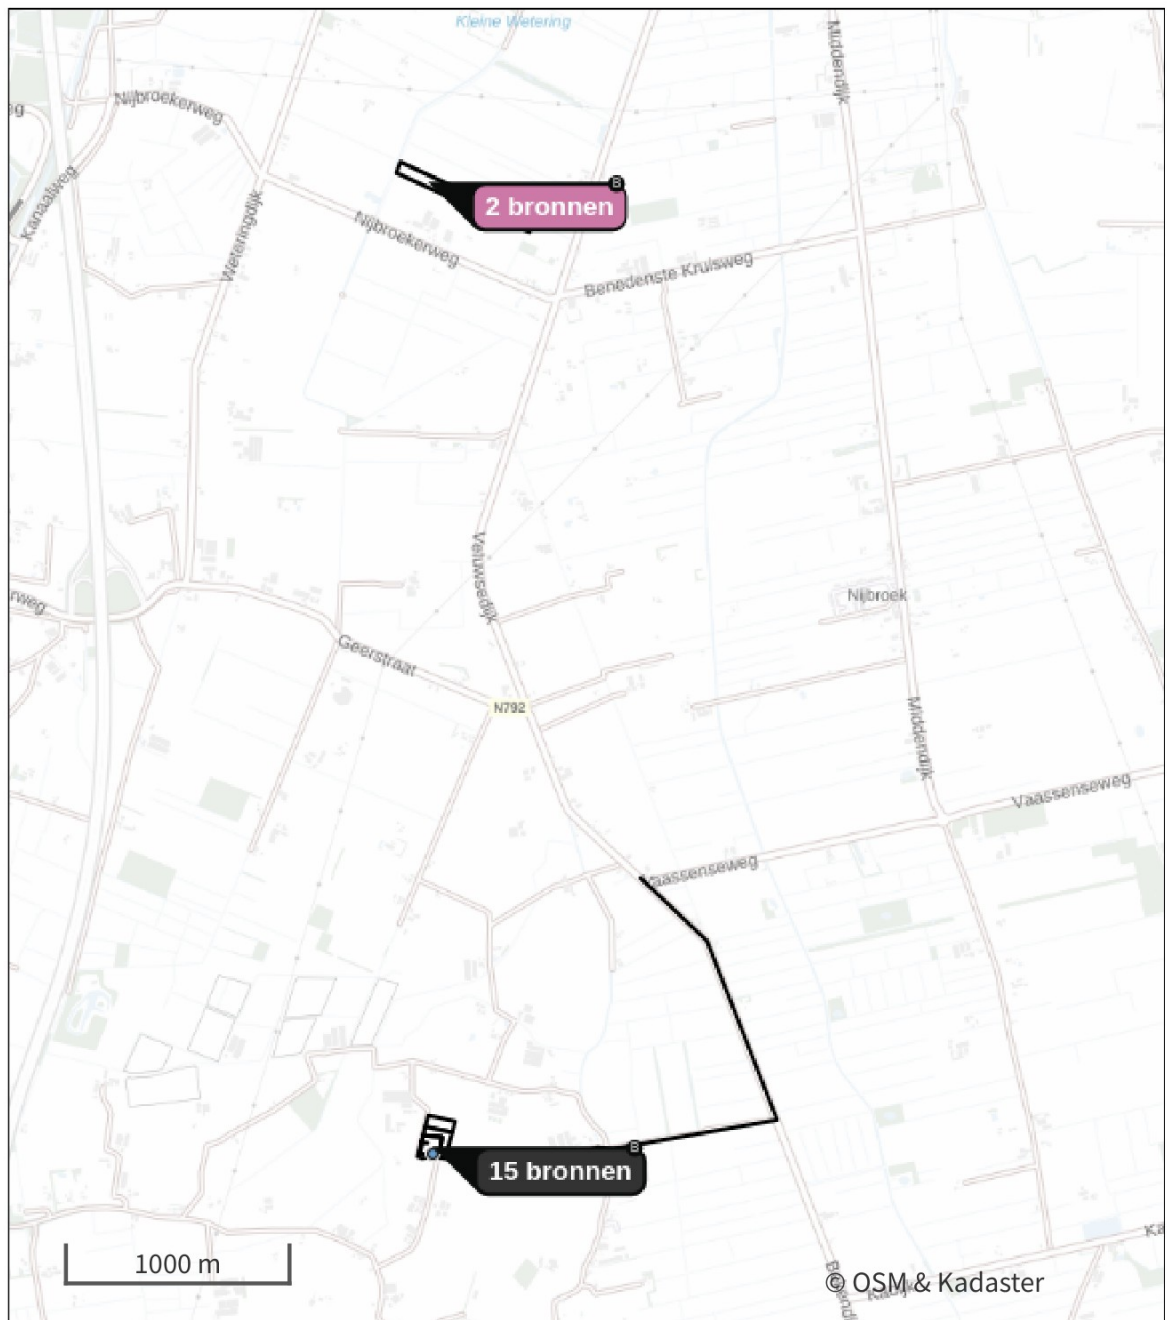 Kleine Wetering
Middendijk
Nijbroekerweg
Kanaalweg
Weteringdijk
B
2 bronnen
Nijbroekerweg
Benedenste Kruisweg
Veluwsedijk
Nijbroek
rweg
Geerstraat
N792
Middendijk
Vaassenseweg
Vaassenseweg
B
15 bronnen
1000 m
© OSM & Kadaster